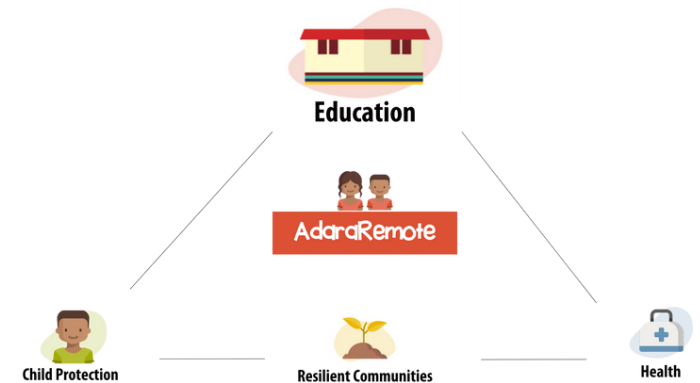 Education
AdaraRemote
Child Protection
Resilient Communities
Health